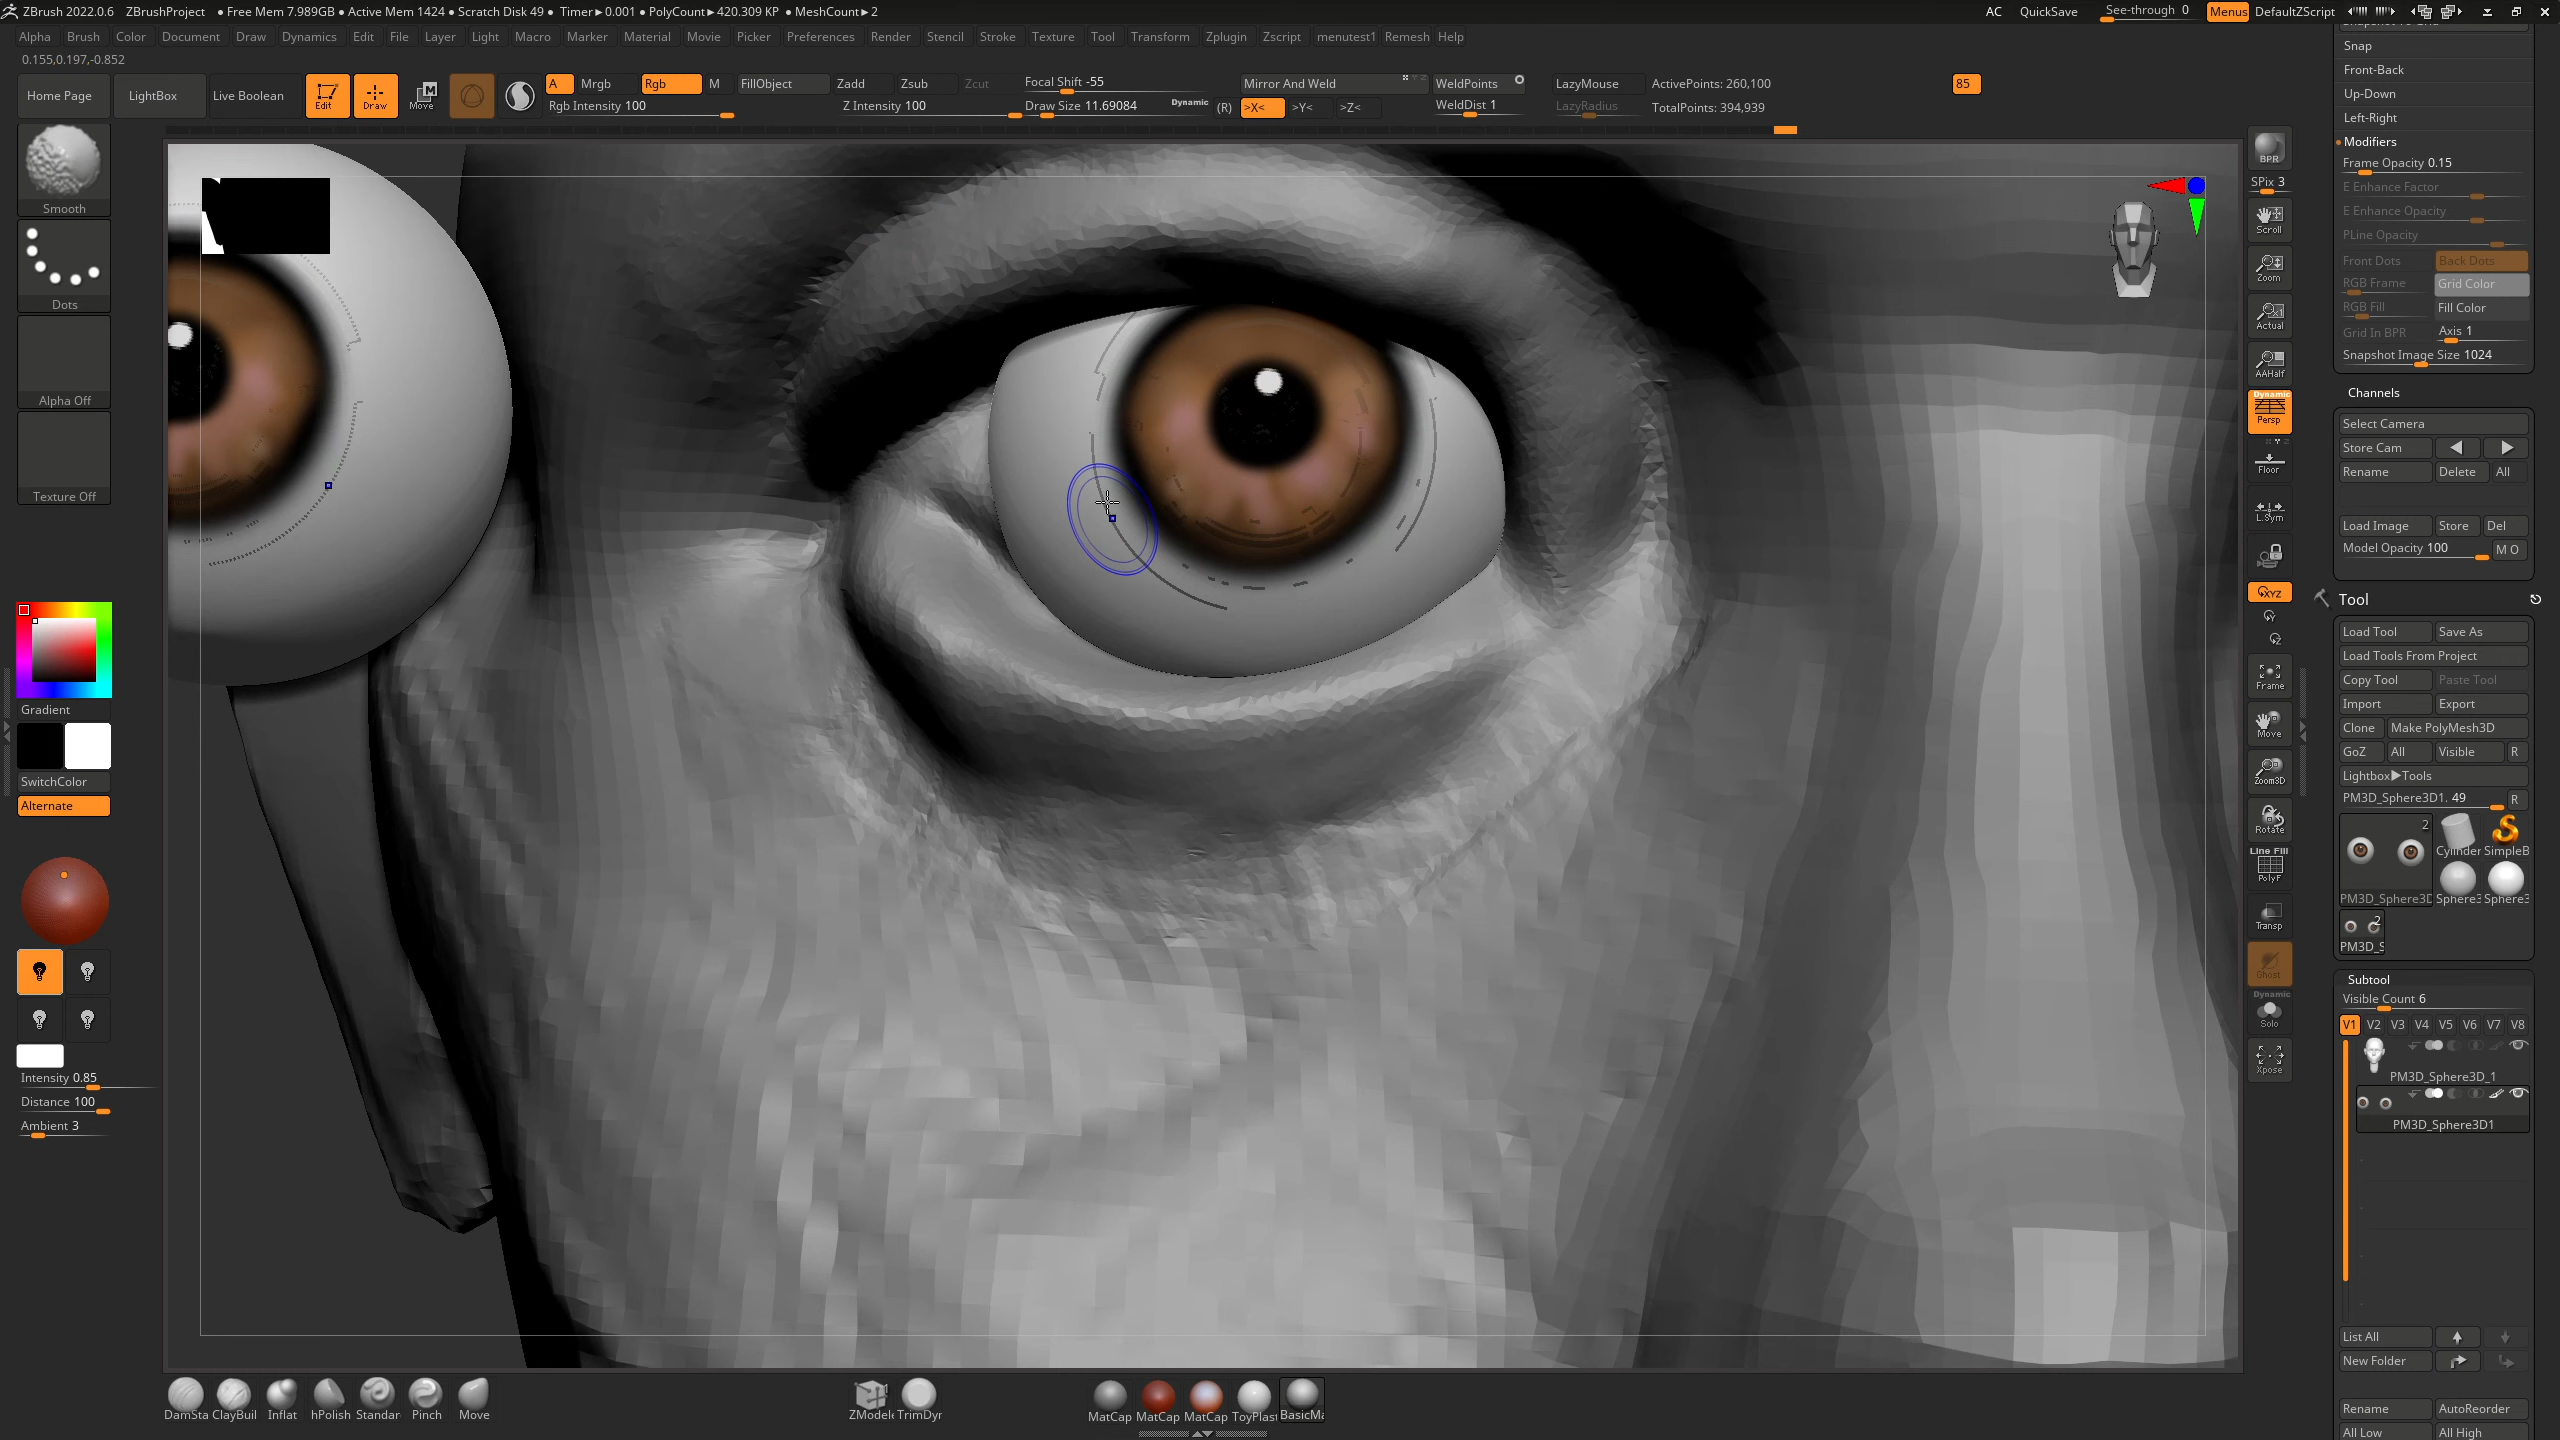 ZBrush 2022.0.6 ZBrushProject ● Free Mem 7.989GB ● Active Mem 1424 ● Scratch Disk 49 ● Timer►0.001 ● PolyCount►420.309 KP ● MeshCount►2 AC QuickSave See-through 0 Menus DefaultZScript
Alpha Brush Color Document Draw Dynamics Edit File Layer Light Macro Marker Material Movie Picker Preferences Render Stencil Stroke Texture Tool Transform Zplugin Zscript menutest1 Remesh Help
0.155,0.197,-0.852
Home Page LightBox Live Boolean Edit Draw Move M
A Mrgb Rgb M FillObject Zadd Zsub Zcut Focal Shift -55 Mirror And Weld WeldPoints LazyMouse ActivePoints: 260,100 85
Rgb Intensity 100 Z Intensity 100 Draw Size 11.69084 Dynamic (R) >X< >Y< >Z< WeldDist 1 LazyRadius TotalPoints: 394,939
Smooth
Dots
Alpha Off
Texture Off
Gradient
SwitchColor
Alternate
Intensity 0.85
Distance 100
Ambient 3
BPR
SPix 3
Scroll
Zoom
Actual
AAHalf
Dynamic
Persp
Floor
L.Sym
XYZ
Y
Z
Frame
Move
Zoom3D
Rotate
Line Fill
PolyF
Transp
Ghost
Dynamic
Solo
Xpose
Snap
Front-Back
Up-Down
Left-Right
Modifiers
Frame Opacity 0.15
E Enhance Factor
E Enhance Opacity
PLine Opacity
Front Dots Back Dots
RGB Frame Grid Color
RGB Fill Fill Color
Grid In BPR Axis 1
Snapshot Image Size 1024
Channels
Select Camera
Store Cam
Rename Delete All
Load Image Store Del
Model Opacity 100 M O
Tool
Load Tool Save As
Load Tools From Project
Copy Tool Paste Tool
Import Export
Clone Make PolyMesh3D
GoZ All Visible R
Lightbox►Tools
PM3D_Sphere3D1. 49 R
2
Cylinder SimpleB
PM3D_Sphere3D Sphere3 Sphere3
2
PM3D_S
Subtool
Visible Count 6
V1 V2 V3 V4 V5 V6 V7 V8
PM3D_Sphere3D_1
PM3D_Sphere3D1
List All
New Folder
Rename AutoReorder
All Low All High
DamSta ClayBuil Inflat hPolish Standar Pinch Move ZModele TrimDyr MatCap MatCap MatCap ToyPlas BasicMa